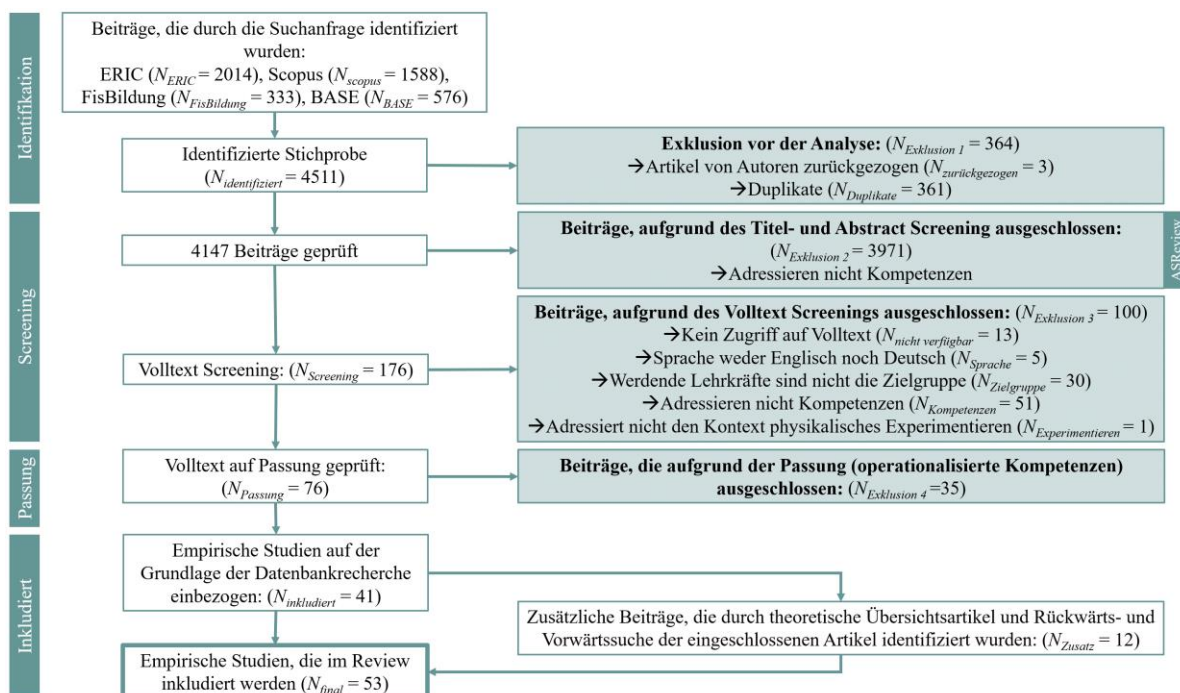 Identifikation
Beiträge, die durch die Suchanfrage identifiziert
wurden:
ERIC (N_ERIC = 2014), Scopus (N_scopus = 1588),
FisBildung (N_FisBildung = 333), BASE (N_BASE = 576)
Identifizierte Stichprobe
(N_identifiziert = 4511)
Exklusion vor der Analyse: (N_Exklusion 1 = 364)
→Artikel von Autoren zurückgezogen (N_zurückgezogen = 3)
→Duplikate (N_Duplikate = 361)
Screening
4147 Beiträge geprüft
Beiträge, aufgrund des Titel- und Abstract Screening ausgeschlossen:
(N_Exklusion 2 = 3971)
→Adressieren nicht Kompetenzen
ASReview
Volltext Screening: (N_Screening = 176)
Beiträge, aufgrund des Volltext Screenings ausgeschlossen: (N_Exklusion 3 = 100)
→Kein Zugriff auf Volltext (N_nicht verfügbar = 13)
→Sprache weder Englisch noch Deutsch (N_Sprache = 5)
→Werdende Lehrkräfte sind nicht die Zielgruppe (N_Zielgruppe = 30)
→Adressieren nicht Kompetenzen (N_Kompetenzen = 51)
→Adressiert nicht den Kontext physikalisches Experimentieren (N_Experimentieren = 1)
Passung
Volltext auf Passung geprüft:
(N_Passung = 76)
Beiträge, die aufgrund der Passung (operationalisierte Kompetenzen)
ausgeschlossen: (N_Exklusion 4 =35)
Inkludiert
Empirische Studien auf der
Grundlage der Datenbankrecherche
einbezogen: (N_inkludiert = 41)
Zusätzliche Beiträge, die durch theoretische Übersichtsartikel und Rückwärts- und
Vorwärtssuche der eingeschlossenen Artikel identifiziert wurden: (N_Zusatz = 12)
Empirische Studien, die im Review
inkludiert werden (N_final = 53)